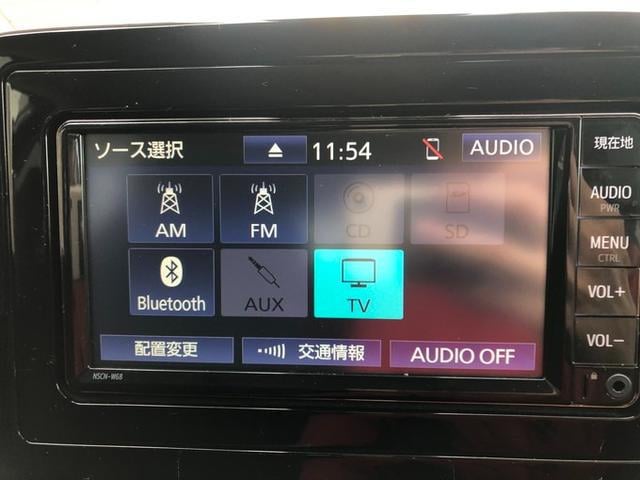 ソース選択 11:54 AUDIO
AM FM CD SD
Bluetooth AUX TV
配置変更 交通情報 AUDIO OFF
NSCN-W68
現在地
AUDIO
PWR
MENU
CTRL
VOL+
VOL-